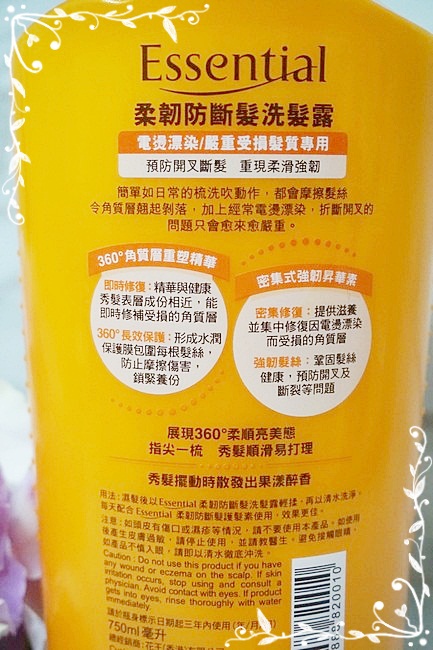 Essential
柔韌防斷髮洗髮露
電燙漂染/嚴重受損髮質專用
預防開叉斷髮 重現柔滑強韌
簡單如日常的梳洗吹動作，都會摩擦髮絲
令角質層翹起剝落，加上經常電燙漂染，折斷開叉的
問題只會愈來愈嚴重。
360°角質層重塑精華
即時修復：精華與健康
秀髮表層成份相近，能
即時修補受損的角質層
360°長效保護：形成水潤
保護膜包圍每根髮絲，
防止摩擦傷害，
鎖緊養份
密集式強韌昇華素
密集修復：提供滋養
並集中修復因電燙漂染
而受損的角質層
強韌髮絲：鞏固髮絲
健康，預防開叉及
斷裂等問題
展現360°柔順亮美態
指尖一梳 秀髮順滑易打理
秀髮擺動時散發出果漾醉香
用法：濕髮後以Essential 柔韌防斷髮洗髮露輕揉，再以清水洗淨。
每天配合 Essential 柔韌防斷髮護髮素使用，效果更佳。
注意：如頭皮有傷口或濕疹等情況，請不要使用本產品。如使用
後產生皮膚過敏，請停止使用，並請教醫生。避免接觸眼睛，
如產品不慎入眼，請即以清水徹底沖洗。
Caution : Do not use this product if you have
any wound or eczema on the scalp. If skin
irritation occurs, stop using and consult a
physician. Avoid contact with eyes. If product
gets into eyes, rinse thoroughly with water
immediately.
請於瓶身標示日期起三年內使用 (年/月/日)
750ml 毫升
總經銷商：花王(香港)有限公司